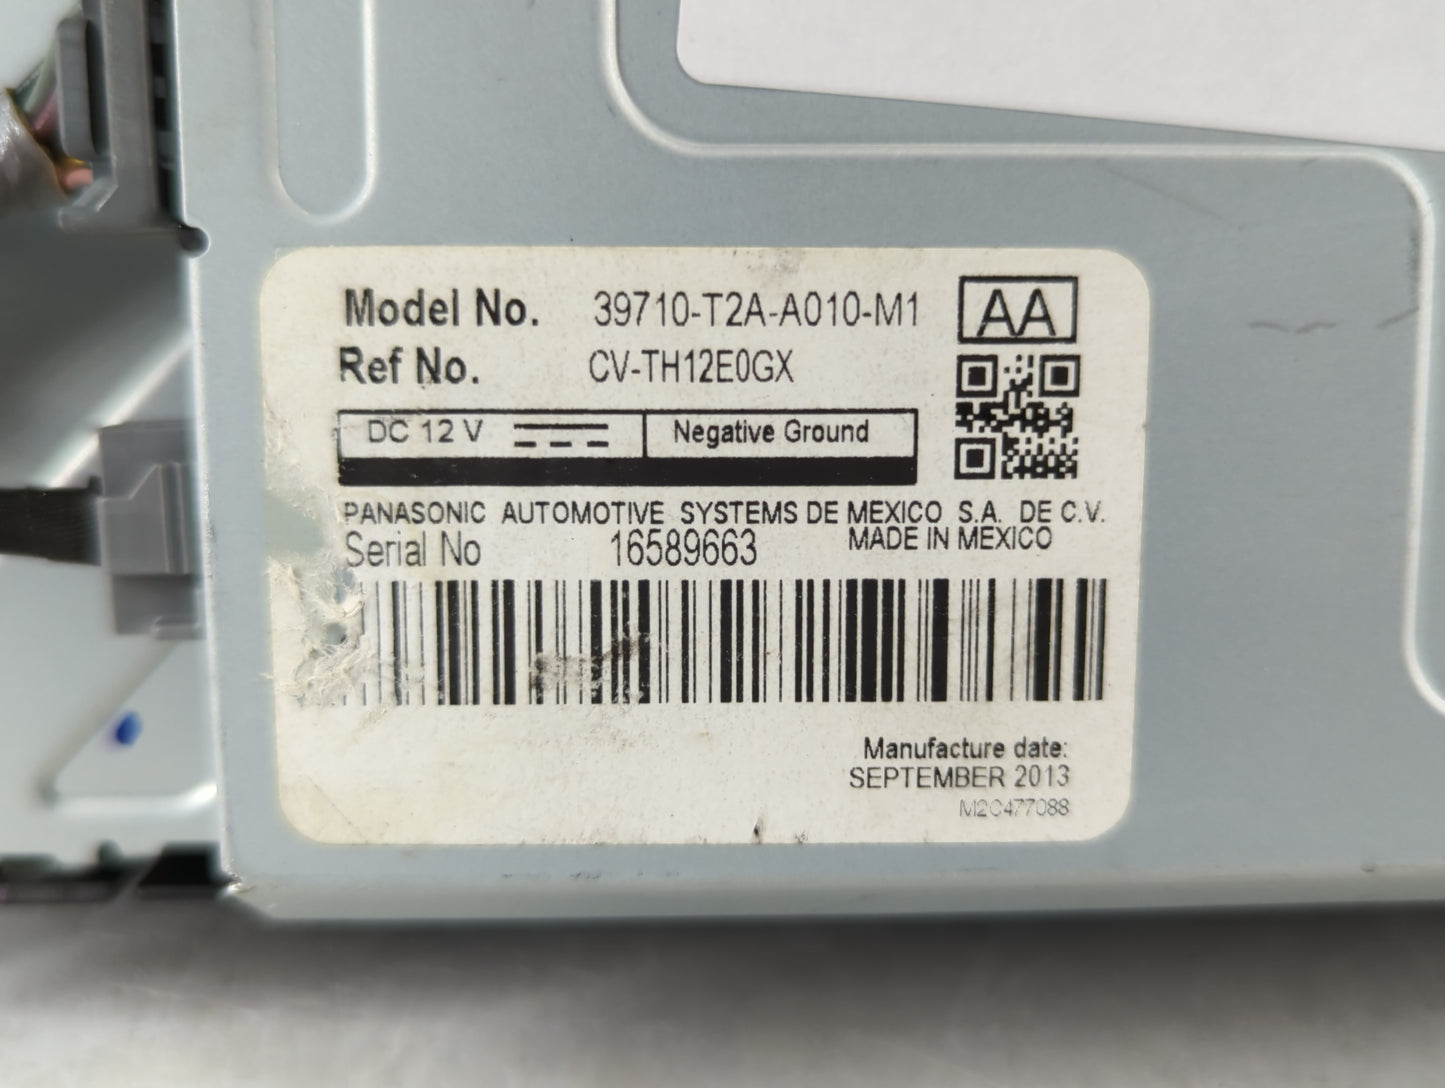 Model No. 39710-T2A-A010-M1 AA
Ref No. CV-TH12E0GX
DC 12 V Negative Ground
PANASONIC AUTOMOTIVE SYSTEMS DE MEXICO S.A. DE C.V.
Serial No 16589663 MADE IN MEXICO
Manufacture date:
SEPTEMBER 2013
M2C477088